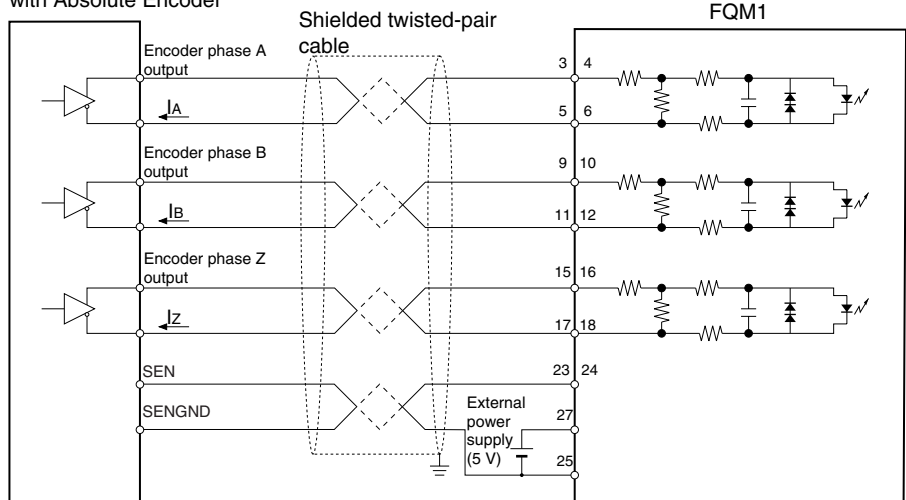 with Absolute Encoder
FQM1
Shielded twisted-pair
cable
Encoder phase A
output
IA
3 4
5 6
Encoder phase B
output
IB
9 10
11 12
Encoder phase Z
output
IZ
15 16
17 18
SEN
23 24
SENGND
External
power
supply
(5 V)
27
25